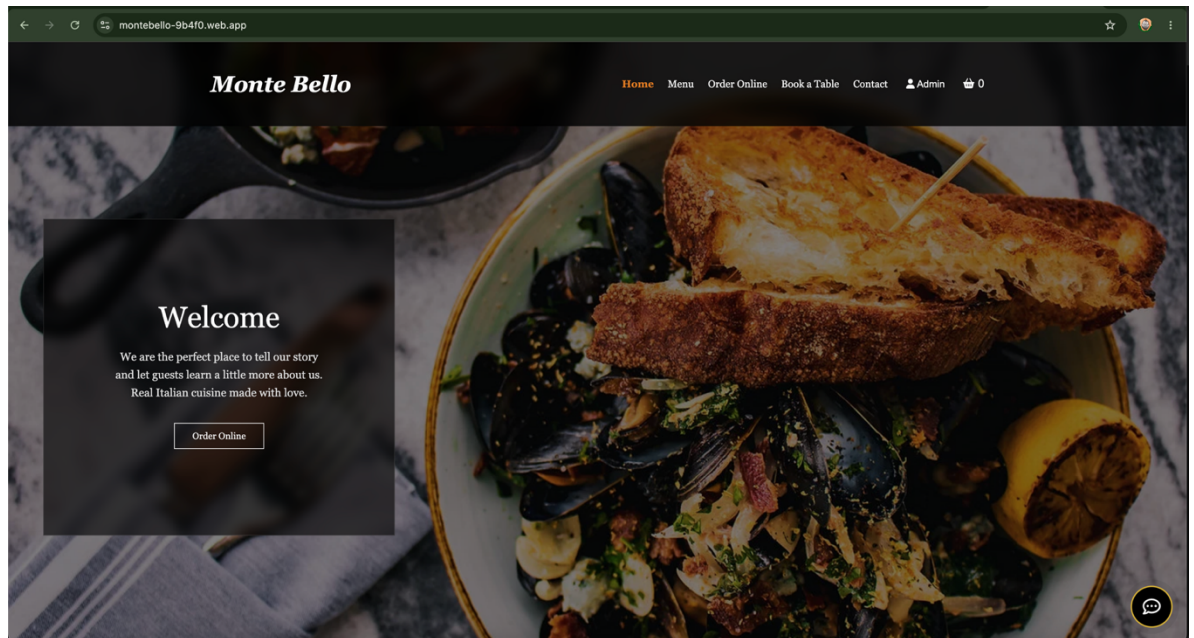 montebello-9b4f0.web.app
Monte Bello
Home Menu Order Online Book a Table Contact Admin 0
Welcome
We are the perfect place to tell our story
and let guests learn a little more about us.
Real Italian cuisine made with love.
Order Online